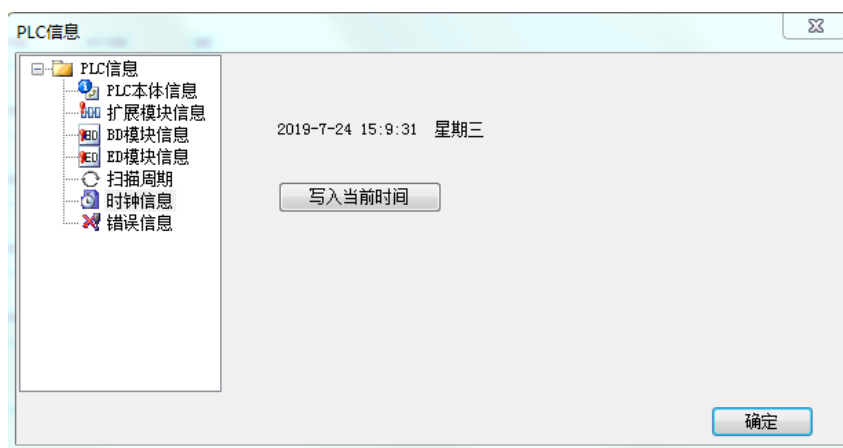 PLC信息
PLC信息
PLC本体信息
扩展模块信息
BD模块信息
ED模块信息
扫描周期
时钟信息
错误信息
2019-7-24 15:9:31 星期三
写入当前时间
确定